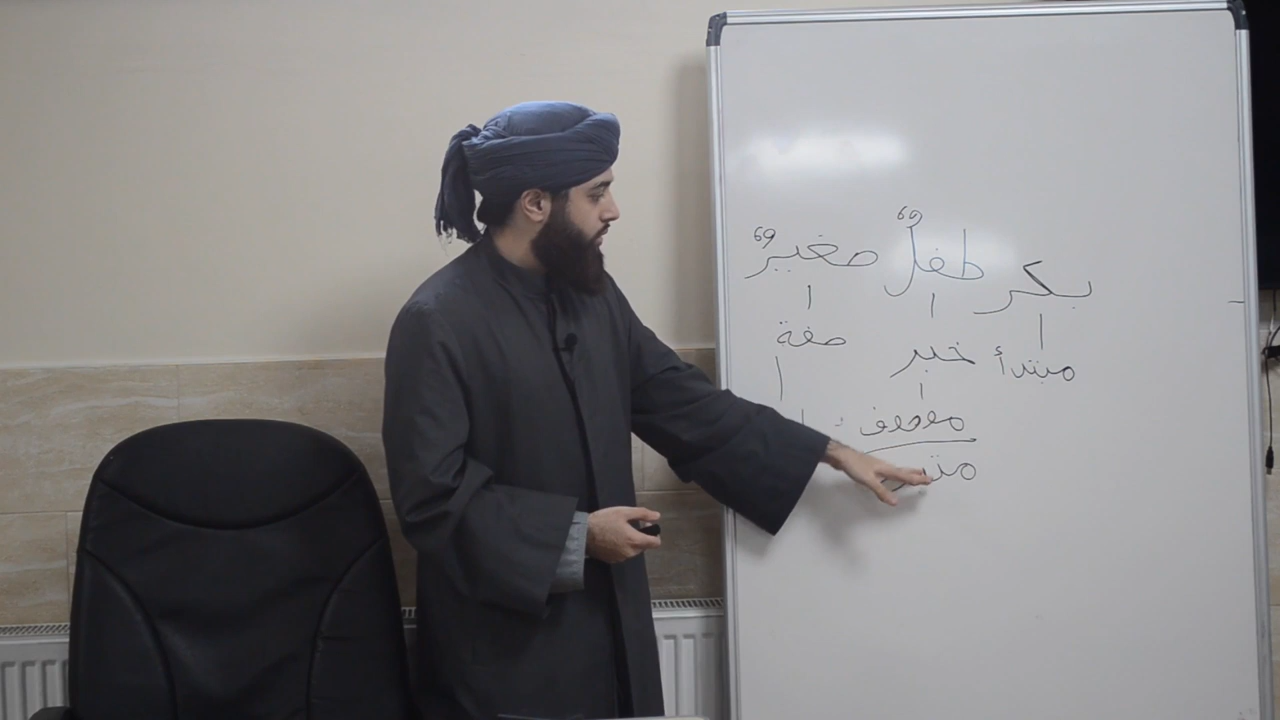 بكر طفلٌ صغيرٌ
مبتدأ خبر صفة
موصوف